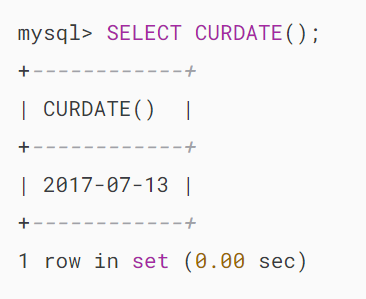 mysql> SELECT CURDATE();
+------------+
| CURDATE()  |
+------------+
| 2017-07-13 |
+------------+
1 row in set (0.00 sec)